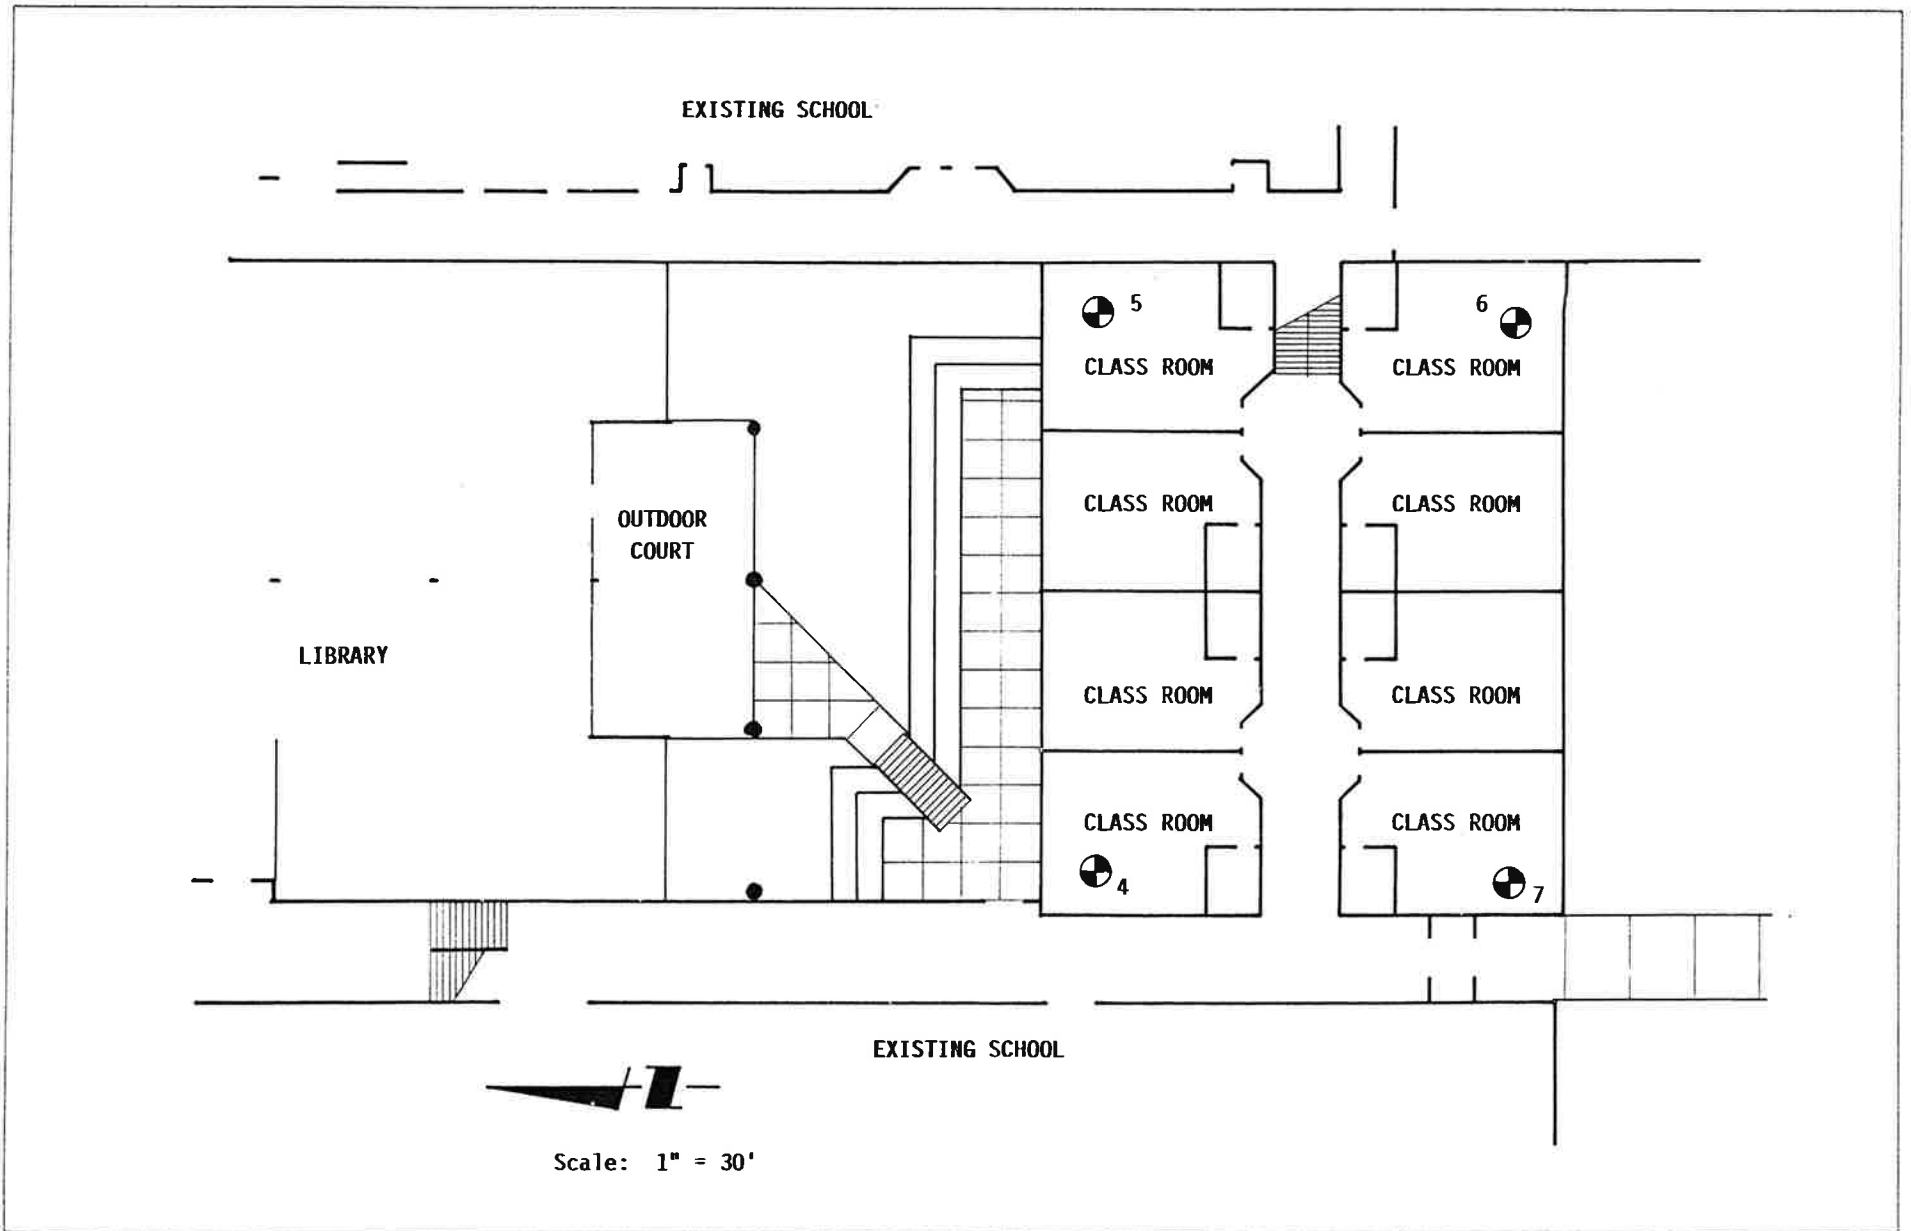 EXISTING SCHOOL
5
6
CLASS ROOM
CLASS ROOM
CLASS ROOM
CLASS ROOM
OUTDOOR
COURT
LIBRARY
CLASS ROOM
CLASS ROOM
CLASS ROOM
CLASS ROOM
4
7
EXISTING SCHOOL
Z
Scale: 1" = 30'